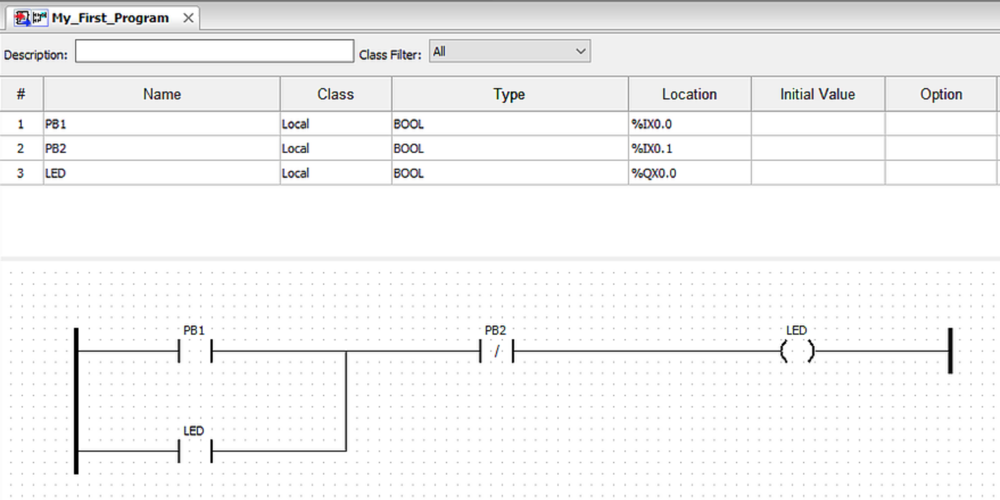 My_First_Program
Description: Class Filter: All
# Name Class Type Location Initial Value Option
1 PB1 Local BOOL %IX0.0
2 PB2 Local BOOL %IX0.1
3 LED Local BOOL %QX0.0
PB1 PB2 LED
/
LED